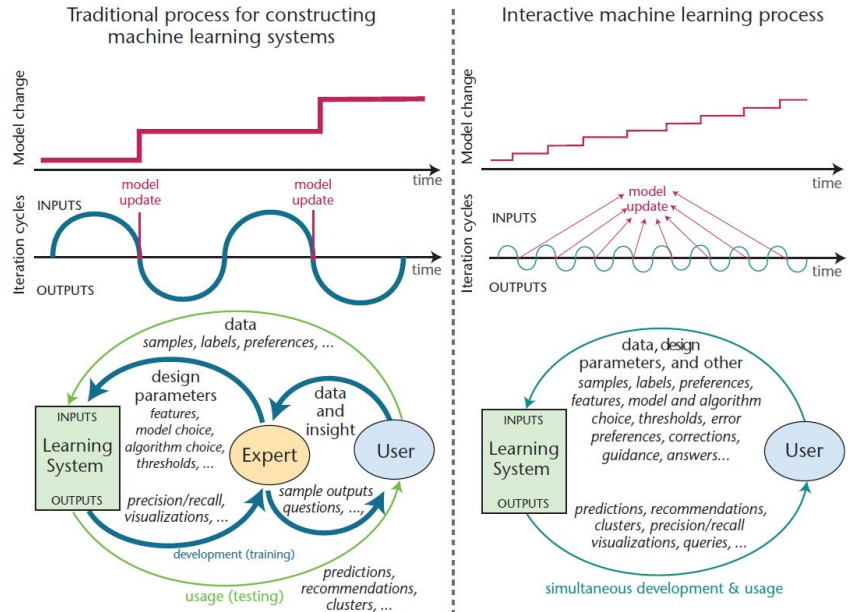 Traditional process for constructing
machine learning systems
Model change
time
model
update
model
update
INPUTS
Iteration cycles
time
OUTPUTS
data
samples, labels, preferences, ...
design
parameters
features,
model choice,
algorithm choice,
thresholds, ...
data
and
insight
INPUTS
Learning
System
OUTPUTS
Expert
User
precision/recall,
visualizations, ...
sample outputs
questions, ...,
development (training)
usage (testing)
predictions,
recommendations,
clusters, ...
Interactive machine learning process
Model change
time
model
update
INPUTS
Iteration cycles
time
OUTPUTS
data, design
parameters, and other
samples, labels, preferences,
features, model and algorithm
choice, thresholds, error
preferences, corrections,
guidance, answers...
INPUTS
Learning
System
OUTPUTS
User
predictions, recommendations,
clusters, precision/recall
visualizations, queries, ...
simultaneous development & usage